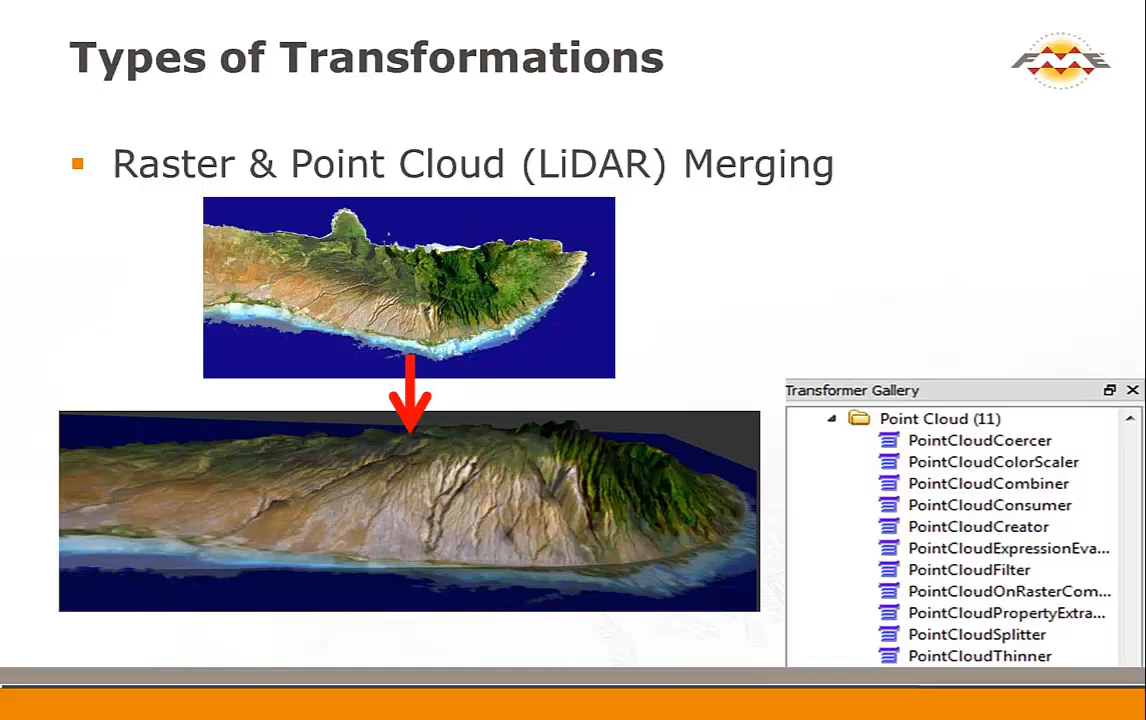 Types of Transformations
FME
Raster & Point Cloud (LiDAR) Merging
Transformer Gallery
Point Cloud (11)
PointCloudCoercer
PointCloudColorScaler
PointCloudCombiner
PointCloudConsumer
PointCloudCreator
PointCloudExpressionEva...
PointCloudFilter
PointCloudOnRasterCom...
PointCloudPropertyExtra...
PointCloudSplitter
PointCloudThinner